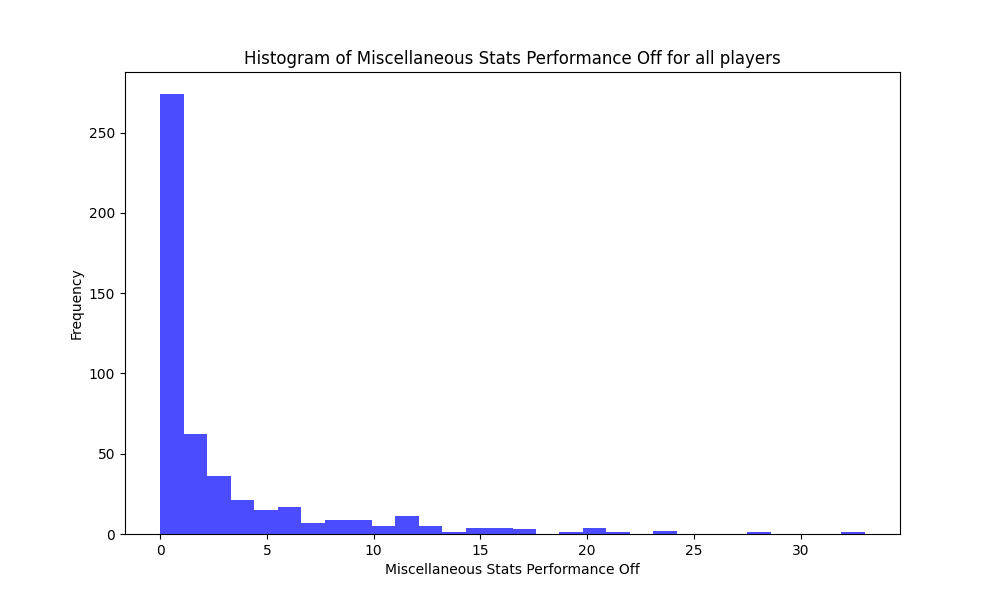 Histogram of Miscellaneous Stats Performance Off for all players
250
200
150
100
50
0
Frequency
0 5 10 15 20 25 30
Miscellaneous Stats Performance Off